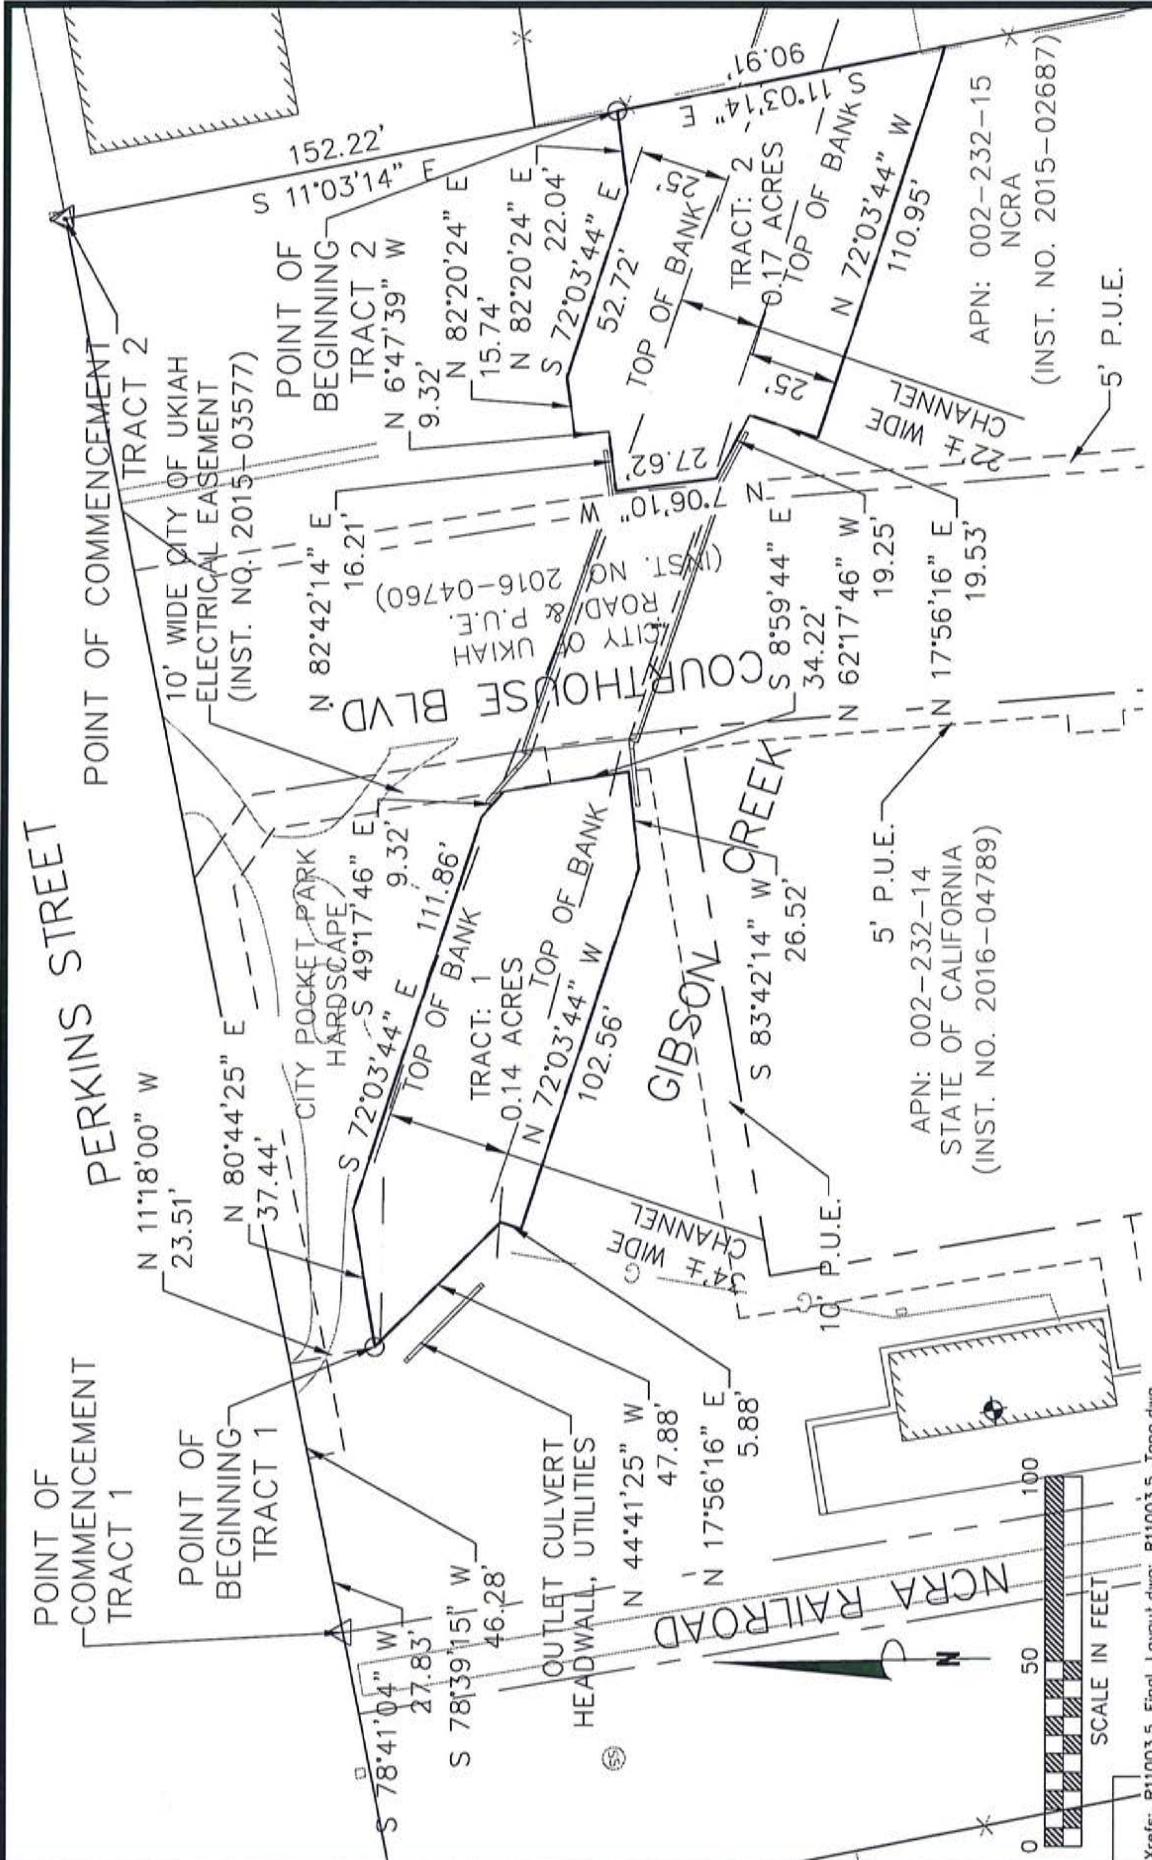 POINT OF
COMMENCEMENT
TRACT 1
POINT OF
BEGINNING
TRACT 1
N 11°18'00" W
23.51'
PERKINS STREET
N 80°44'25" E
37.44'
POINT OF COMMENCEMENT
TRACT 2
10' WIDE CITY OF UKIAH
ELECTRICAL EASEMENT
(INST. NO. 2015-03577)
POINT OF
BEGINNING
TRACT 2
152.22'
S 11°03'14" E
N 6°47'39" W
9.32'
N 82°20'24" E
15.74'
N 82°20'24" E
22.04'
S 72°03'44" E
52.72'
N 82°42'14" E
16.21'
CITY POCKET PARK
HARDSCAPE
S 49°17'46" E
9.32'
S 72°03'44" E
111.86'
TOP OF BANK
TRACT: 1
0.14 ACRES
TOP OF BANK
N 72°03'44" W
102.56'
COURTHOUSE BLVD
CITY OF UKIAH
ROAD & P.U.E.
(INST. NO.
2016-04760)
N 7°06'10" W
27.62'
TOP OF BANK
25'
TRACT: 2
0.17 ACRES
TOP OF BANK
25'
90.91'
S 11°03'14" E
N 72°03'44" W
110.95'
22'± WIDE
CHANNEL
S 8°59'44" E
34.22'
N 62°17'46" W
19.25'
N 17°56'16" E
19.53'
APN: 002-232-15
NCRA
(INST. NO. 2015-02687)
5' P.U.E.
GIBSON CREEK
S 83°42'14" W
26.52'
5' P.U.E.
APN: 002-232-14
STATE OF CALIFORNIA
(INST. NO. 2016-04789)
34'± WIDE
CHANNEL
G
G
10' P.U.E.
S 78°41'04" W
27.83'
S 78°39'15" W
46.28'
OUTLET CULVERT
HEADWALL, UTILITIES
N 44°41'25" W
47.88'
N 17°56'16" E
5.88'
NCRA RAILROAD
SS
N
0 50 100
SCALE IN FEET
Xrefs: R11003.5_Final_Layout.dwg; R11003.5_Topo.dwg